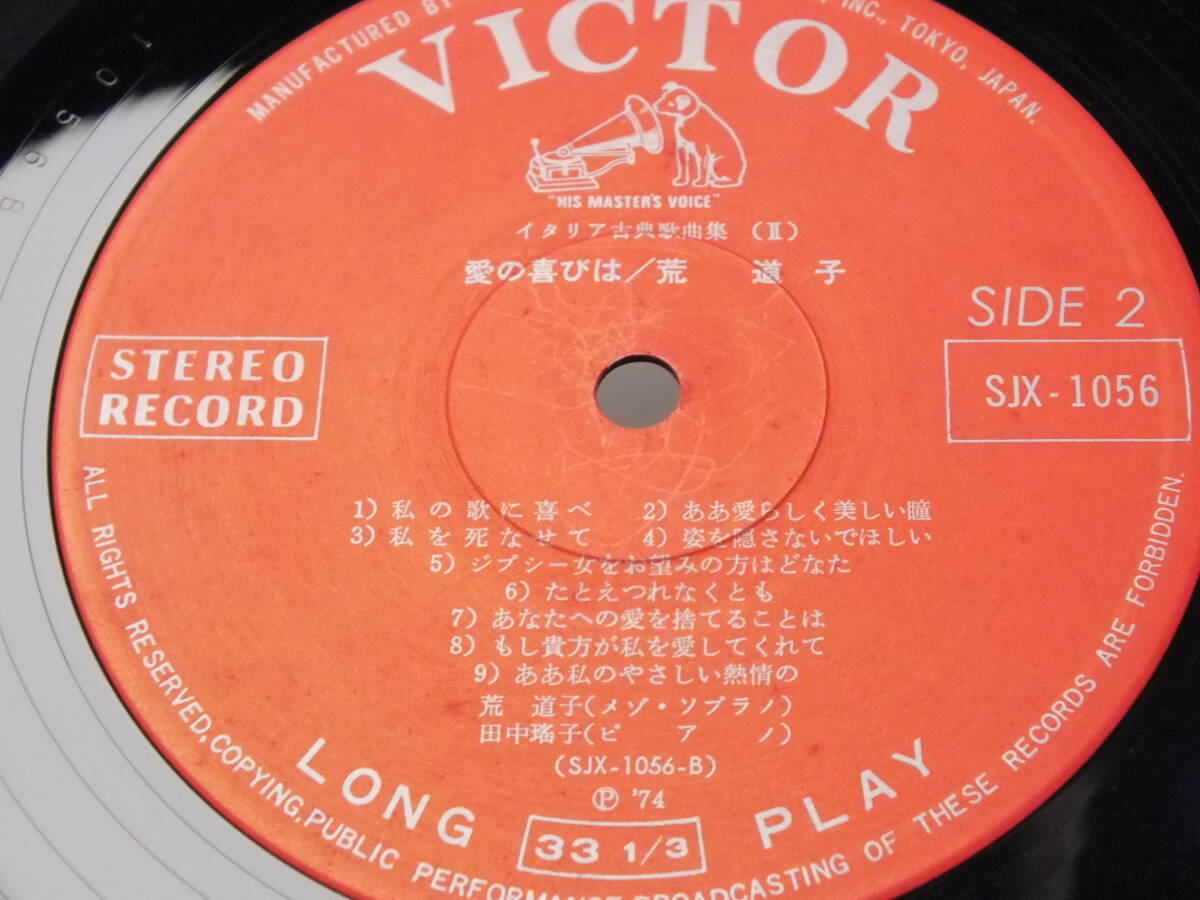 MANUFACTURED BY INC., TOKYO, JAPAN.
VICTOR
"HIS MASTER'S VOICE"
イタリア古典歌曲集 (Ⅱ)
愛の喜びは/荒 道 子
SIDE 2
STEREO
RECORD
SJX-1056
1) 私の歌に喜べ 2) ああ愛らしく美しい瞳
3) 私を死なせて 4) 姿を隠さないでほしい
5) ジプシー女をお望みの方はどなた
6) たとえつれなくとも
7) あなたへの愛を捨てることは
8) もし貴方が私を愛してくれて
9) ああ私のやさしい熱情の
荒 道子(メゾ・ソプラノ)
田中瑤子(ピアノ)
(SJX-1056-B)
Ⓟ '74
LONG PLAY
33 1/3
ALL RIGHTS RESERVED, COPYING, PUBLIC PERFORMANCE, BROADCASTING OF THESE RECORDS ARE FORBIDDEN.
1056B